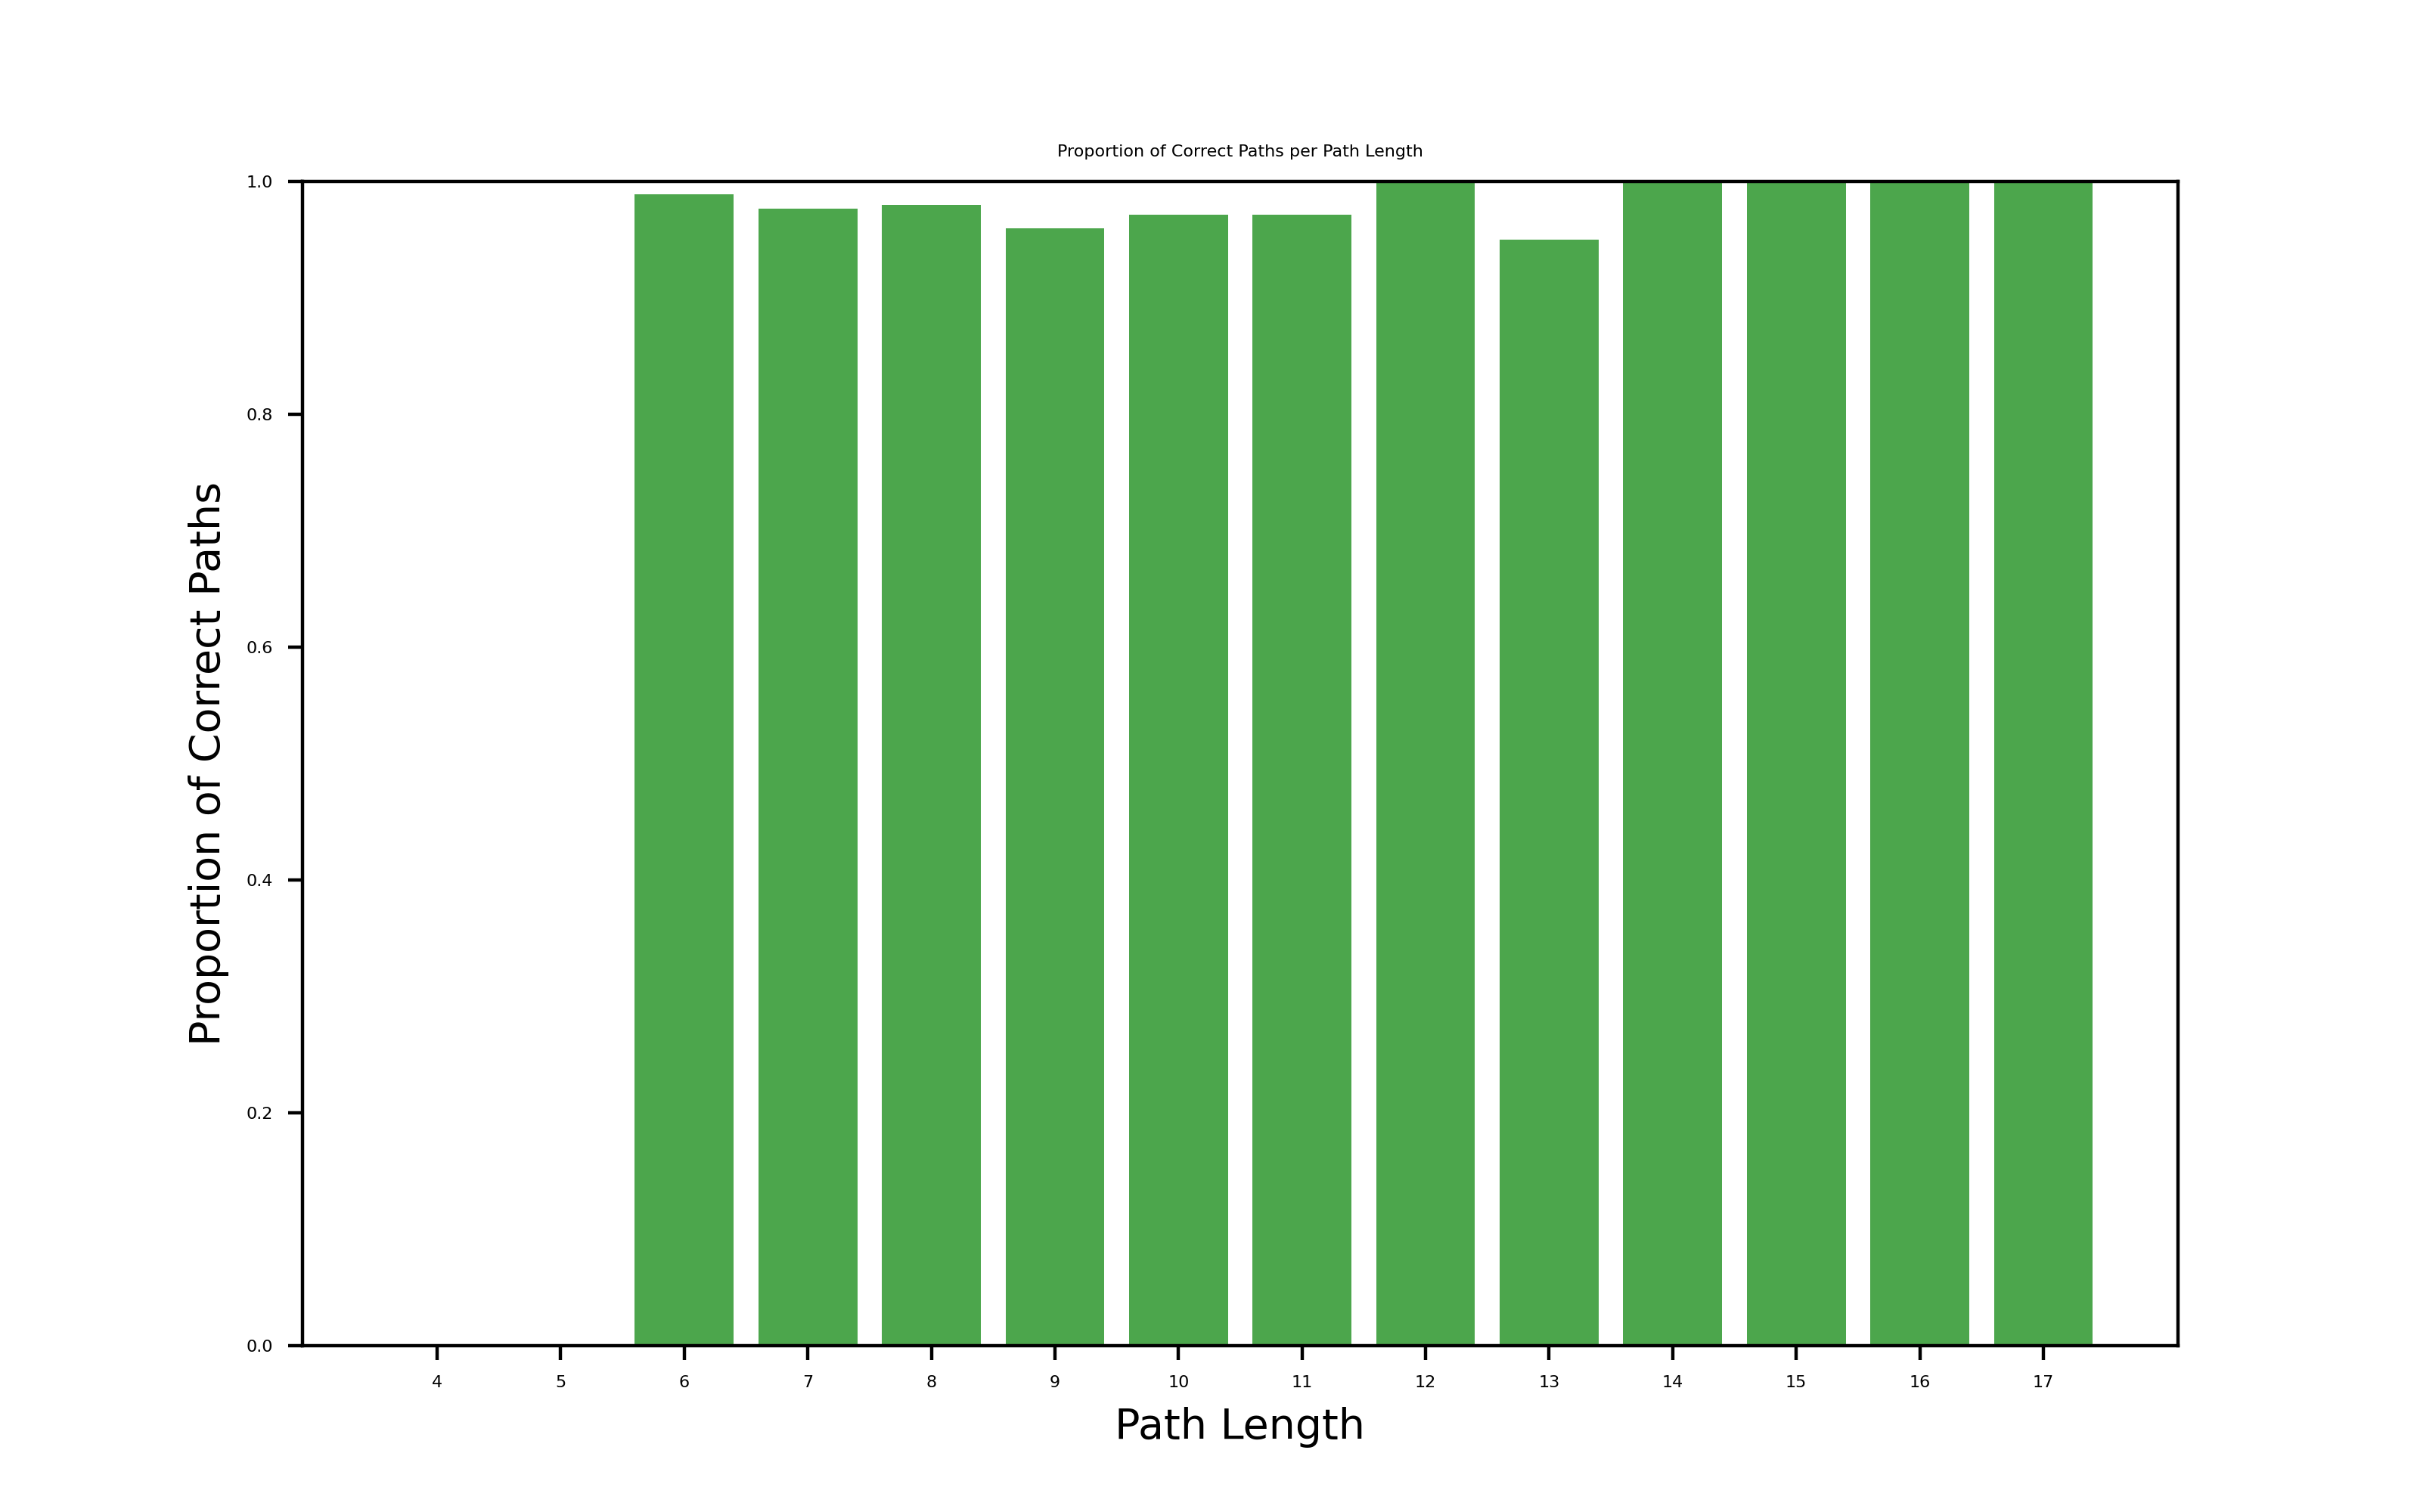 Proportion of Correct Paths per Path Length
Proportion of Correct Paths
1.0
0.8
0.6
0.4
0.2
0.0
4 5 6 7 8 9 10 11 12 13 14 15 16 17
Path Length